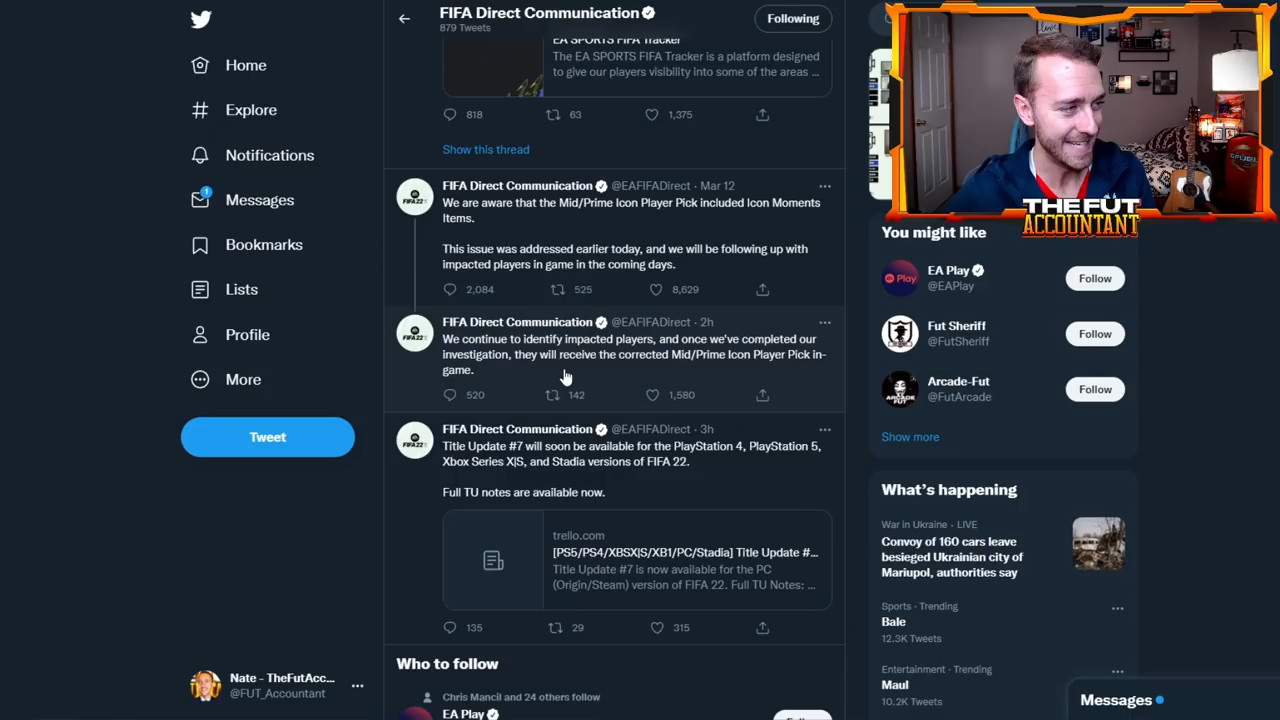 FIFA Direct Communication
879 Tweets
Following
Home
Explore
Notifications
1
Messages
Bookmarks
Lists
Profile
More
Tweet
Nate - TheFutAcc...
@FUT_Accountant
EA SPORTS FIFA Tracker
The EA SPORTS FIFA Tracker is a platform designed
to give our players visibility into some of the areas ...
818 63 1,375
Show this thread
FIFA Direct Communication @EAFIFADirect · Mar 12
We are aware that the Mid/Prime Icon Player Pick included Icon Moments
Items.
This issue was addressed earlier today, and we will be following up with
impacted players in game in the coming days.
2,084 525 8,629
FIFA Direct Communication @EAFIFADirect · 2h
We continue to identify impacted players, and once we've completed our
investigation, they will receive the corrected Mid/Prime Icon Player Pick in-
game.
520 142 1,580
FIFA Direct Communication @EAFIFADirect · 3h
Title Update #7 will soon be available for the PlayStation 4, PlayStation 5,
Xbox Series X|S, and Stadia versions of FIFA 22.
Full TU notes are available now.
trello.com
[PS5/PS4/XBSX|S/XB1/PC/Stadia] Title Update #...
Title Update #7 is now available for the PC
(Origin/Steam) version of FIFA 22. Full TU Notes: ...
135 29 315
Who to follow
Chris Mancil and 24 others follow
EA Play
THE FUT
ACCOUNTANT
You might like
EA Play
@EAPlay
Follow
Fut Sheriff
@FutSheriff
Follow
Arcade-Fut
@FutArcade
Follow
Show more
What's happening
War in Ukraine · LIVE
Convoy of 160 cars leave
besieged Ukrainian city of
Mariupol, authorities say
Sports · Trending
Bale
12.3K Tweets
Entertainment · Trending
Maul
10.2K Tweets
Messages